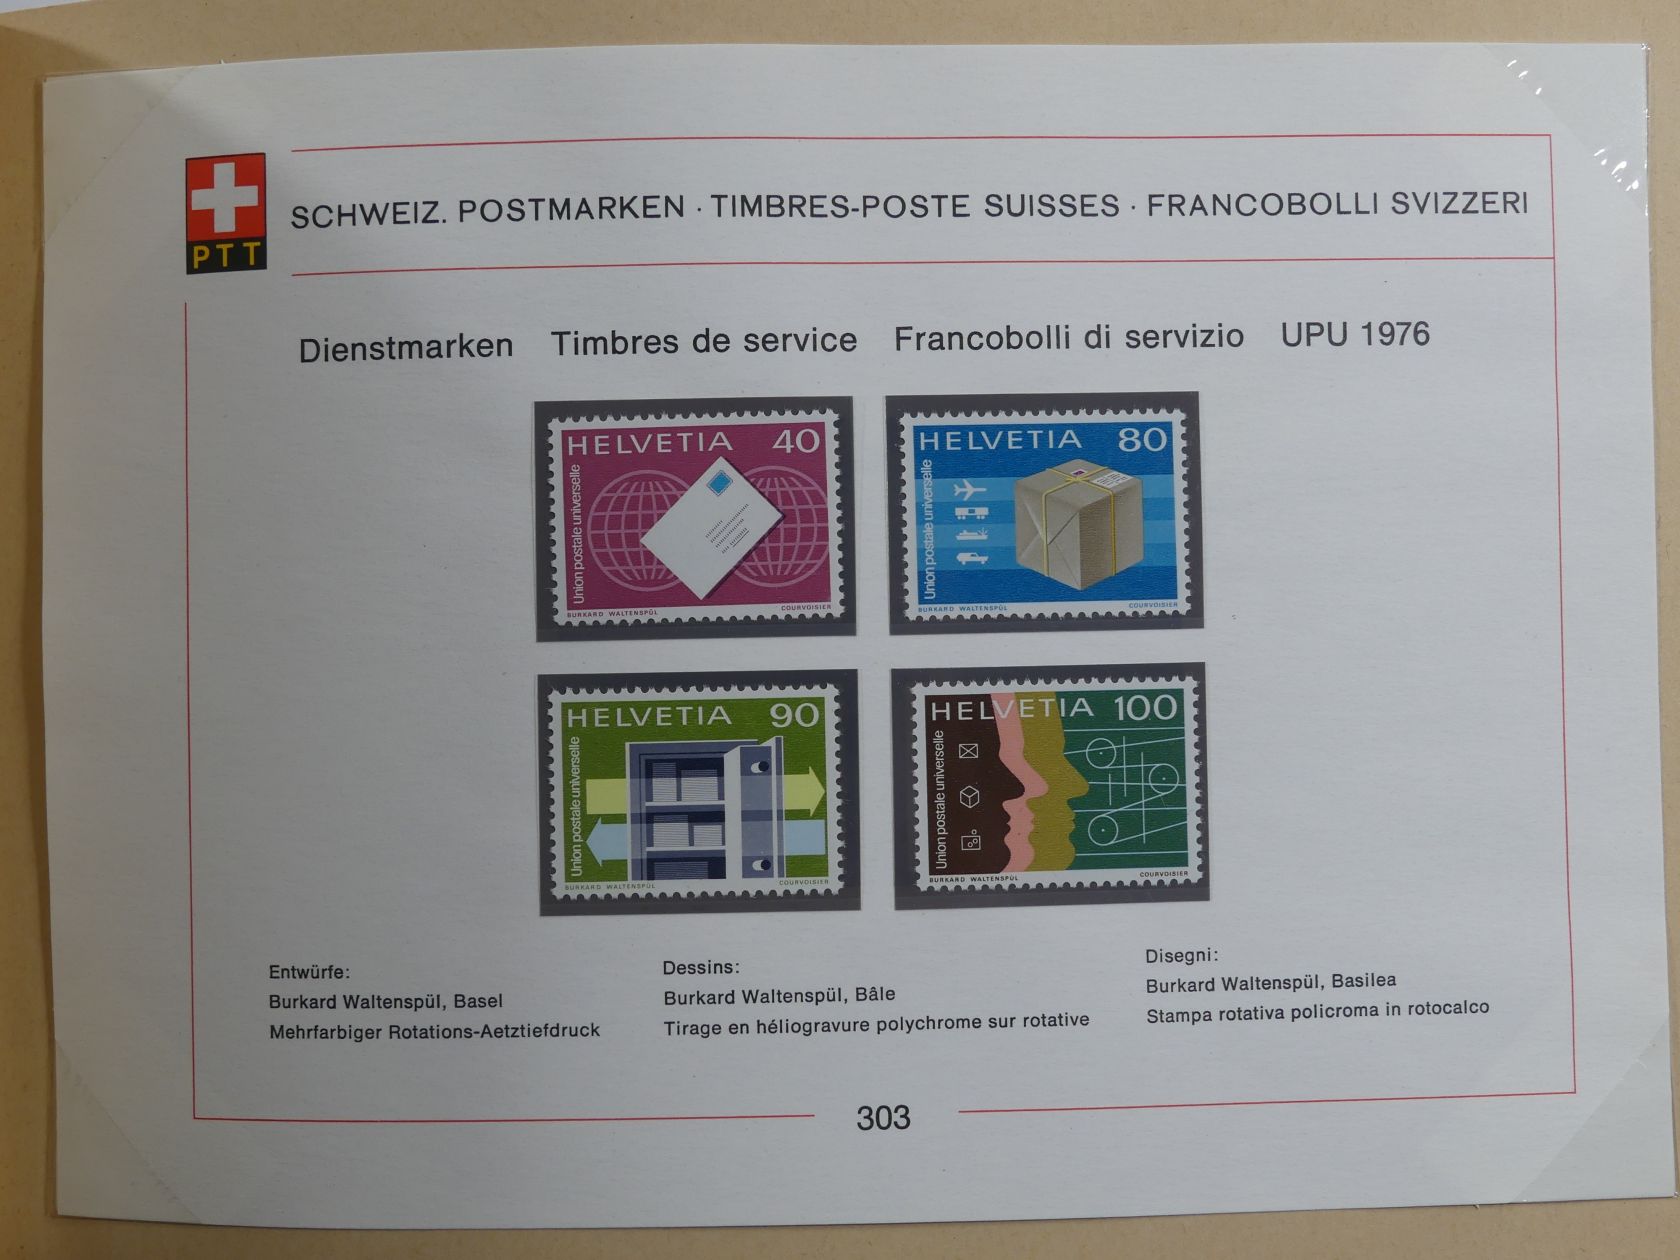 PTT
SCHWEIZ. POSTMARKEN · TIMBRES-POSTE SUISSES · FRANCOBOLLI SVIZZERI
Dienstmarken Timbres de service Francobolli di servizio UPU 1976
HELVETIA 40
Union postale universelle
BURKARD WALTENSPÜL COURVOISIER
HELVETIA 80
Union postale universelle
BURKARD WALTENSPÜL COURVOISIER
HELVETIA 90
Union postale universelle
BURKARD WALTENSPÜL COURVOISIER
HELVETIA 100
Union postale universelle
BURKARD WALTENSPÜL COURVOISIER
Entwürfe:
Burkard Waltenspül, Basel
Mehrfarbiger Rotations-Aetztiefdruck
Dessins:
Burkard Waltenspül, Bâle
Tirage en héliogravure polychrome sur rotative
Disegni:
Burkard Waltenspül, Basilea
Stampa rotativa policroma in rotocalco
303